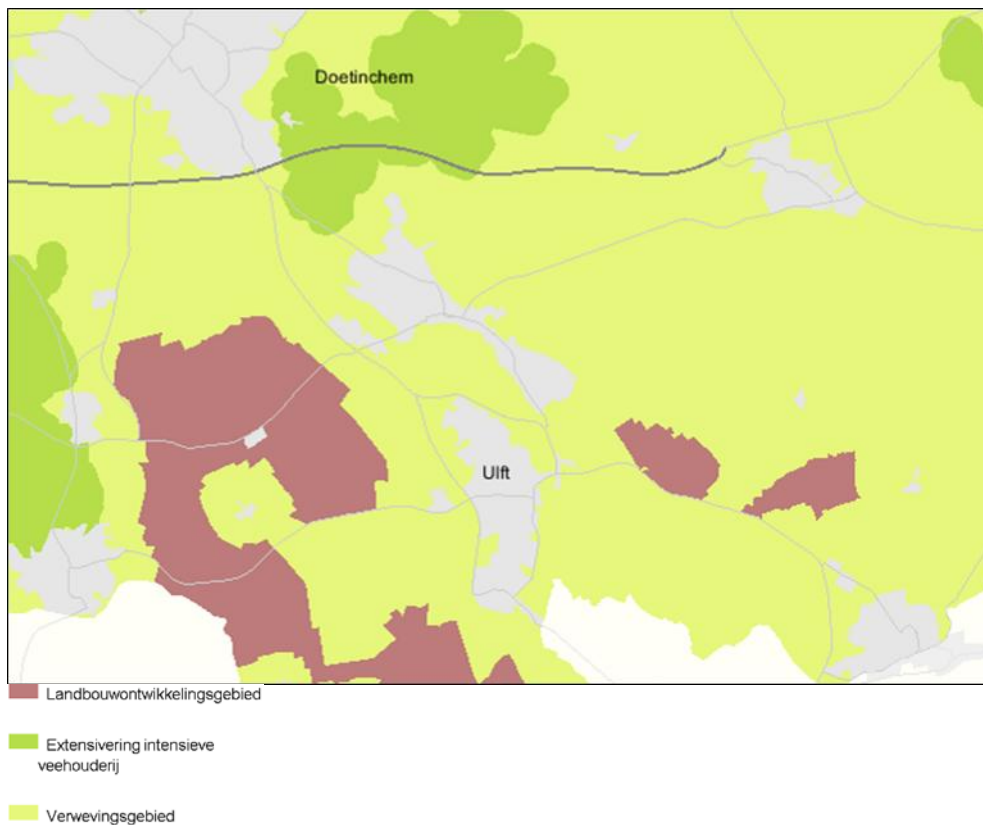 Doetinchem
Ulft
Landbouwontwikkelingsgebied
Extensivering intensieve
veehouderij
Verwevingsgebied